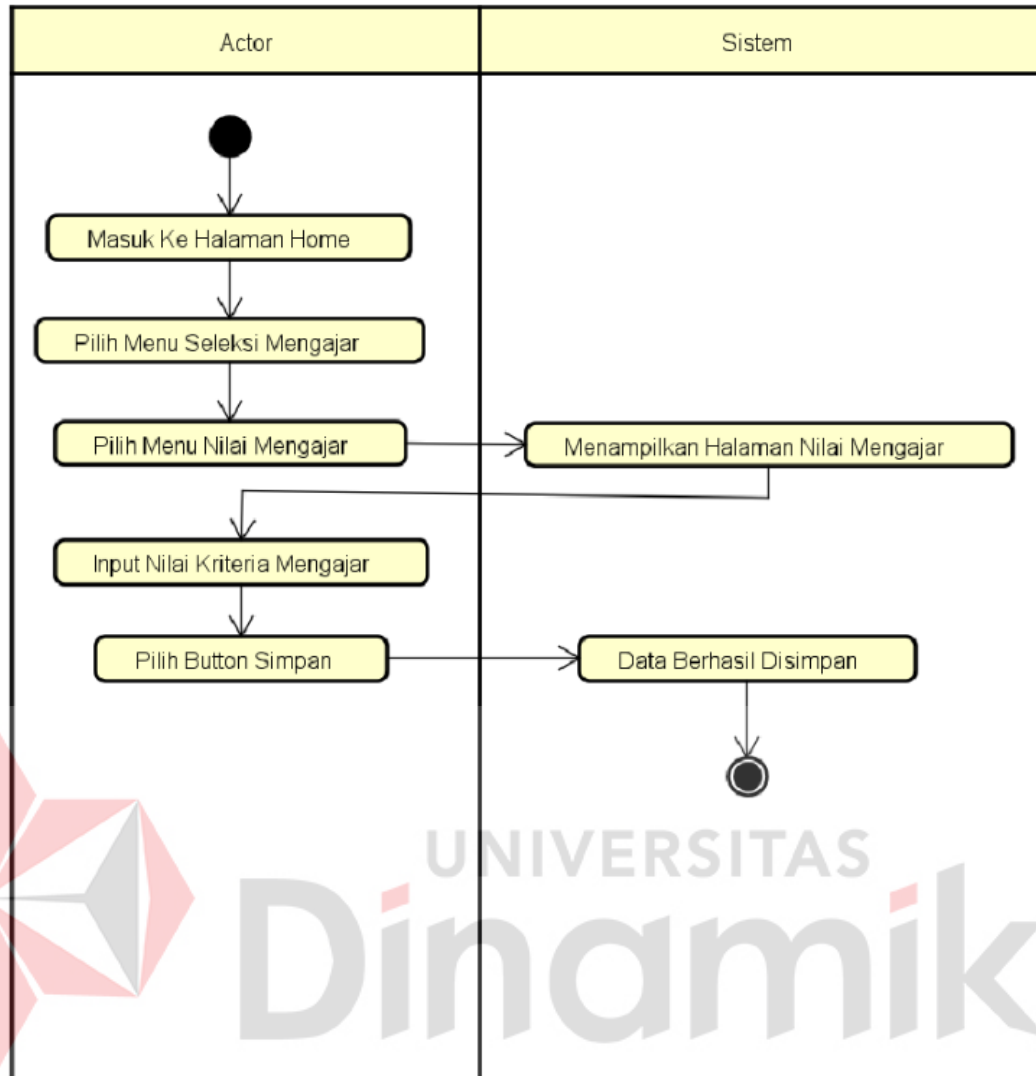 Actor
Sistem
Masuk Ke Halaman Home
Pilih Menu Seleksi Mengajar
Pilih Menu Nilai Mengajar
Menampilkan Halaman Nilai Mengajar
Input Nilai Kriteria Mengajar
Pilih Button Simpan
Data Berhasil Disimpan
UNIVERSITAS
Dinamik